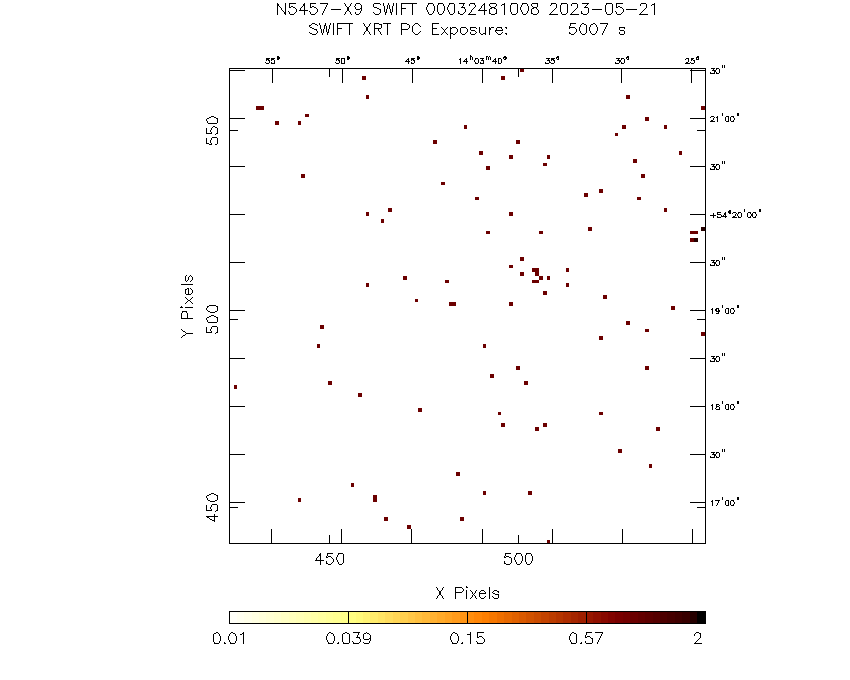 N5457-X9 SWIFT 00032481008 2023-05-21
SWIFT XRT PC Exposure: 5007 s
55s 50s 45s 14h03m40s 35s 30s 25s
30"
21'00"
30"
+54d20'00"
30"
19'00"
30"
18'00"
30"
17'00"
550
500
450
Y Pixels
450 500
X Pixels
0.01 0.039 0.15 0.57 2